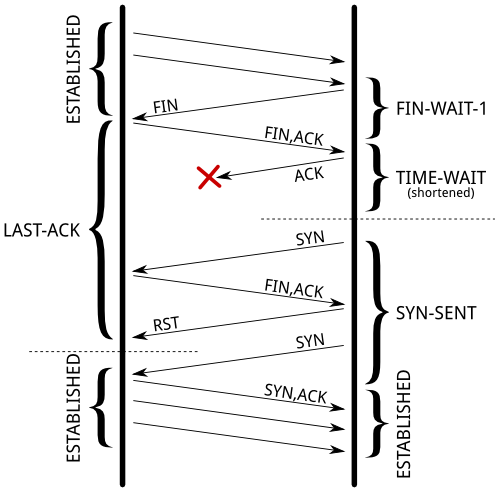 ESTABLISHED
FIN
FIN-WAIT-1
FIN,ACK
ACK
TIME-WAIT
(shortened)
LAST-ACK
SYN
FIN,ACK
SYN-SENT
RST
SYN
ESTABLISHED
SYN,ACK
ESTABLISHED